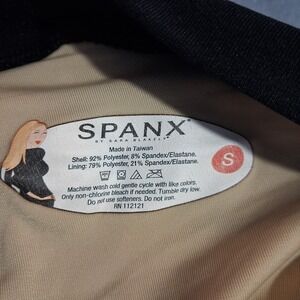 SPANX®
BY SARA BLAKELY
Made in Taiwan
Shell: 92% Polyester, 8% Spandex/Elastane.
Lining: 79% Polyester, 21% Spandex/Elastane.
S
Machine wash cold gentle cycle with like colors.
Only non-chlorine bleach if needed. Tumble dry low.
Do not use softeners. Do not iron.
RN 112121